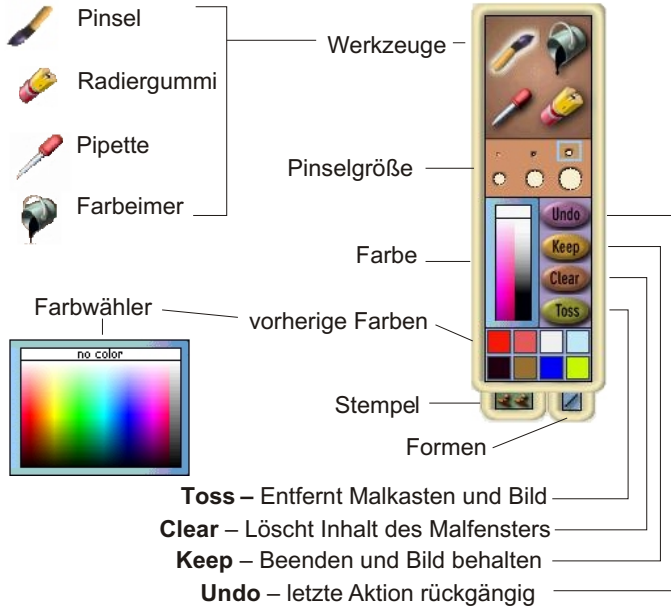 Pinsel
Radiergummi
Pipette
Farbeimer
Werkzeuge
Pinselgröße
Farbe
Farbwähler
vorherige Farben
no color
Stempel
Formen
Undo
Keep
Clear
Toss
Toss – Entfernt Malkasten und Bild
Clear – Löscht Inhalt des Malfensters
Keep – Beenden und Bild behalten
Undo – letzte Aktion rückgängig